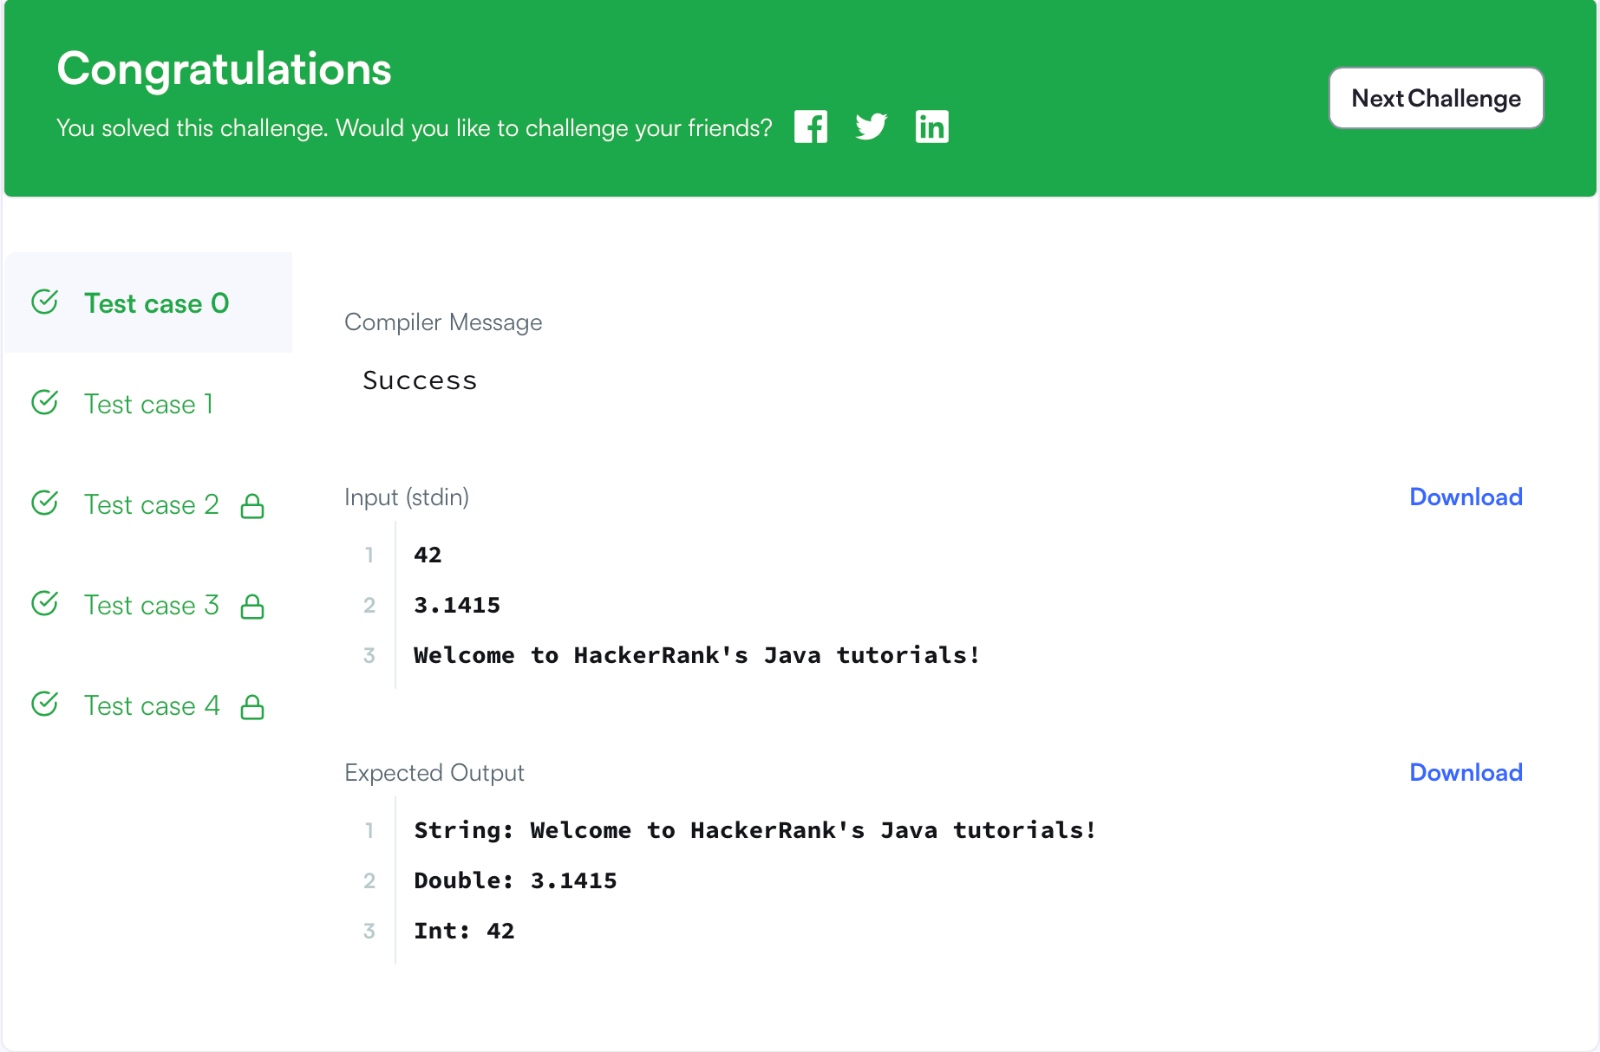 Congratulations
You solved this challenge. Would you like to challenge your friends?
Next Challenge
Test case 0
Test case 1
Test case 2
Test case 3
Test case 4
Compiler Message
Success
Input (stdin)
Download
1 42
2 3.1415
3 Welcome to HackerRank's Java tutorials!
Expected Output
Download
1 String: Welcome to HackerRank's Java tutorials!
2 Double: 3.1415
3 Int: 42